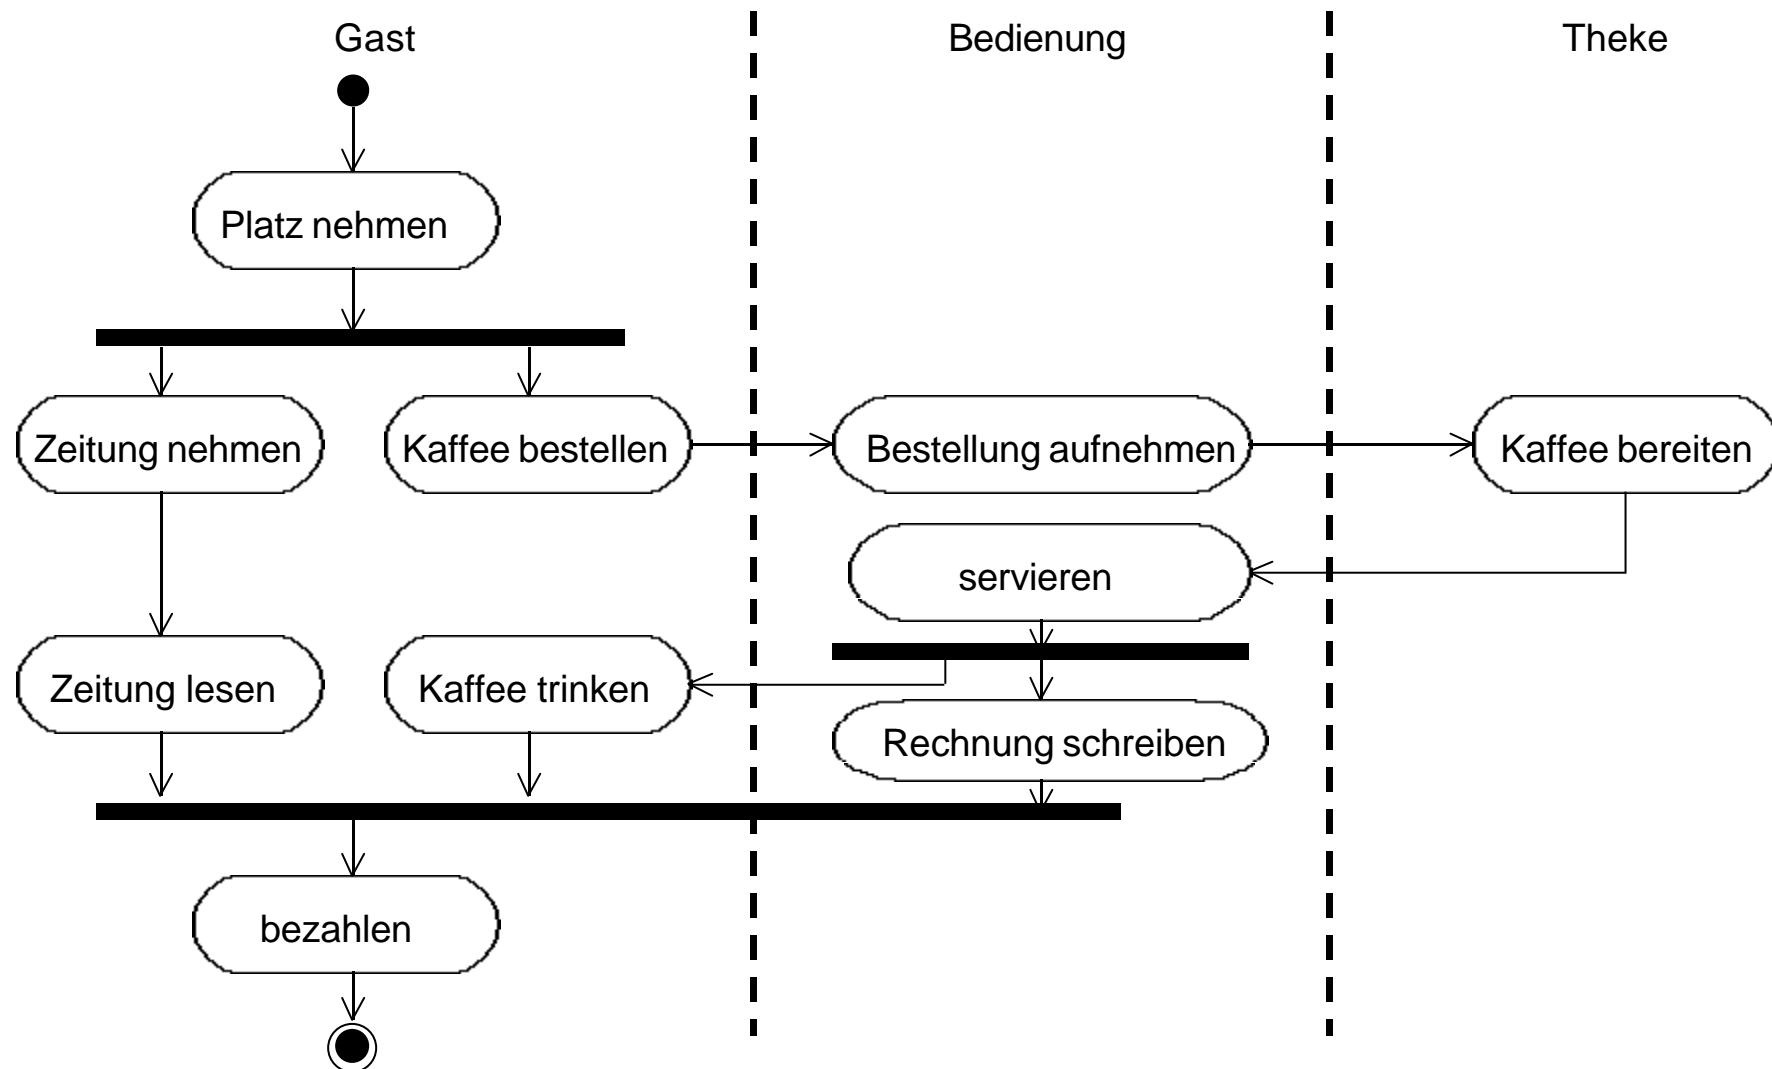 Gast
Bedienung
Theke
Platz nehmen
Zeitung nehmen
Kaffee bestellen
Bestellung aufnehmen
Kaffee bereiten
servieren
Zeitung lesen
Kaffee trinken
Rechnung schreiben
bezahlen